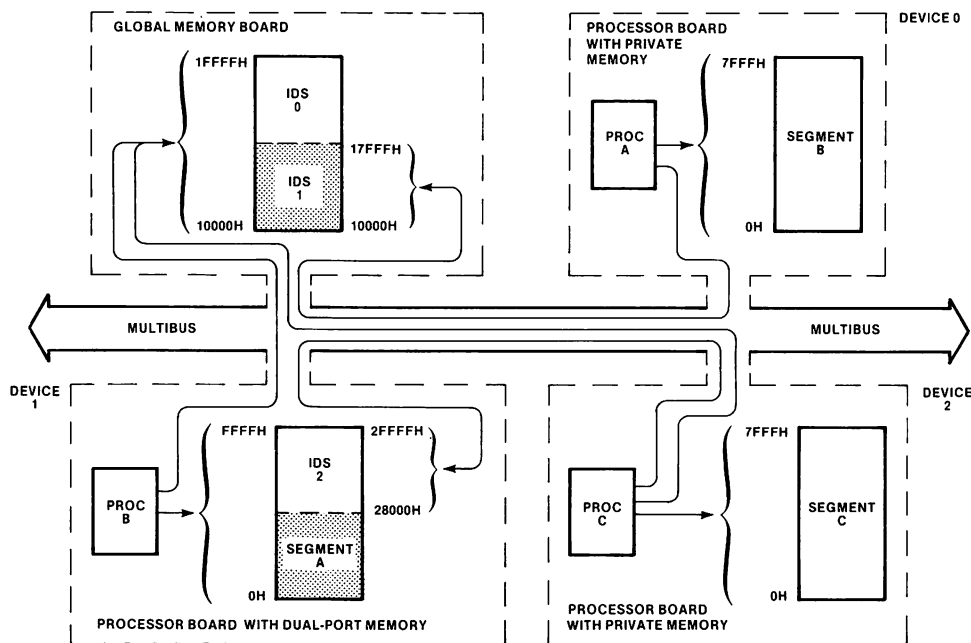 GLOBAL MEMORY BOARD
1FFFFH
IDS
0
17FFFH
IDS
1
10000H
10000H
DEVICE 0
PROCESSOR BOARD
WITH PRIVATE
MEMORY
7FFFH
PROC
A
SEGMENT
B
0H
MULTIBUS
MULTIBUS
DEVICE
1
FFFFH
2FFFFH
IDS
2
PROC
B
28000H
SEGMENT
A
0H
PROCESSOR BOARD WITH DUAL-PORT MEMORY
DEVICE
2
7FFFH
PROC
C
SEGMENT
C
0H
PROCESSOR BOARD
WITH PRIVATE MEMORY